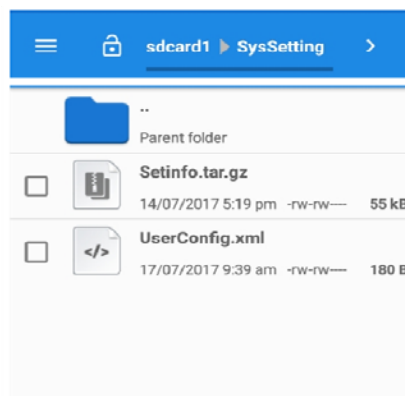 sdcard1 SysSetting
..
Parent folder
Setinfo.tar.gz
14/07/2017 5:19 pm -rw-rw---- 55 kB
UserConfig.xml
</>
17/07/2017 9:39 am -rw-rw---- 180 B